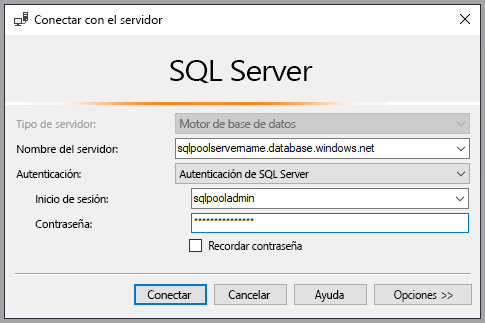 Conectar con el servidor
SQL Server
Tipo de servidor: Motor de base de datos
Nombre del servidor: sqlpoolservername.database.windows.net
Autenticación: Autenticación de SQL Server
Inicio de sesión: sqlpooladmin
Contraseña: ***************
Recordar contraseña
Conectar Cancelar Ayuda Opciones >>